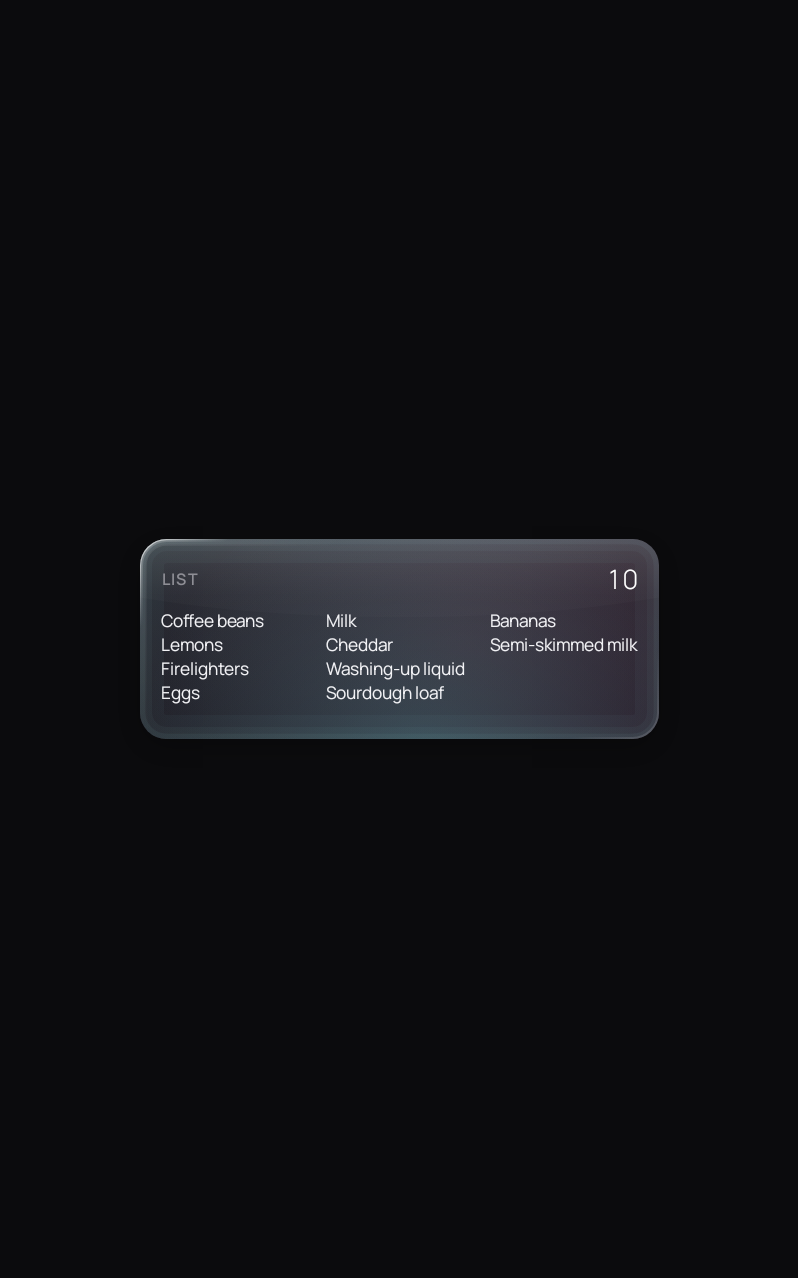 LIST
10
Coffee beans
Lemons
Firelighters
Eggs
Milk
Cheddar
Washing-up liquid
Sourdough loaf
Bananas
Semi-skimmed milk